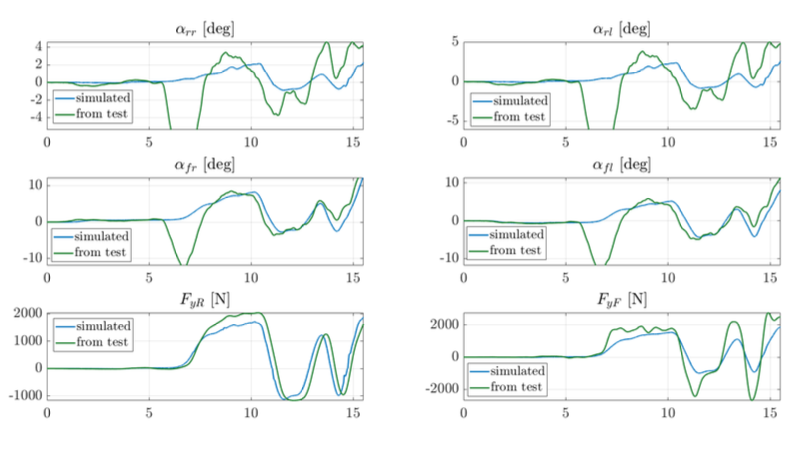 α_rr [deg]
4
2
0
-2
-4
simulated
from test
0 5 10 15
α_rl [deg]
5
0
-5
simulated
from test
0 5 10 15
α_fr [deg]
10
0
-10
simulated
from test
0 5 10 15
α_fl [deg]
10
0
-10
simulated
from test
0 5 10 15
F_yR [N]
2000
1000
0
-1000
simulated
from test
0 5 10 15
F_yF [N]
2000
0
-2000
simulated
from test
0 5 10 15